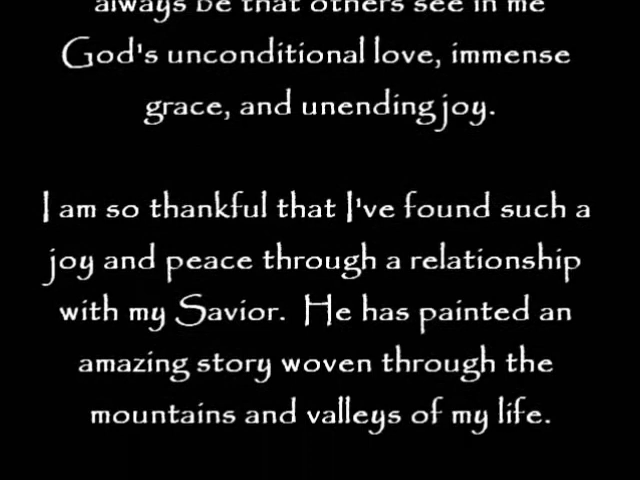 always be that others see in me
God's unconditional love, immense
grace, and unending joy.
I am so thankful that I've found such a
joy and peace through a relationship
with my Savior. He has painted an
amazing story woven through the
mountains and valleys of my life.